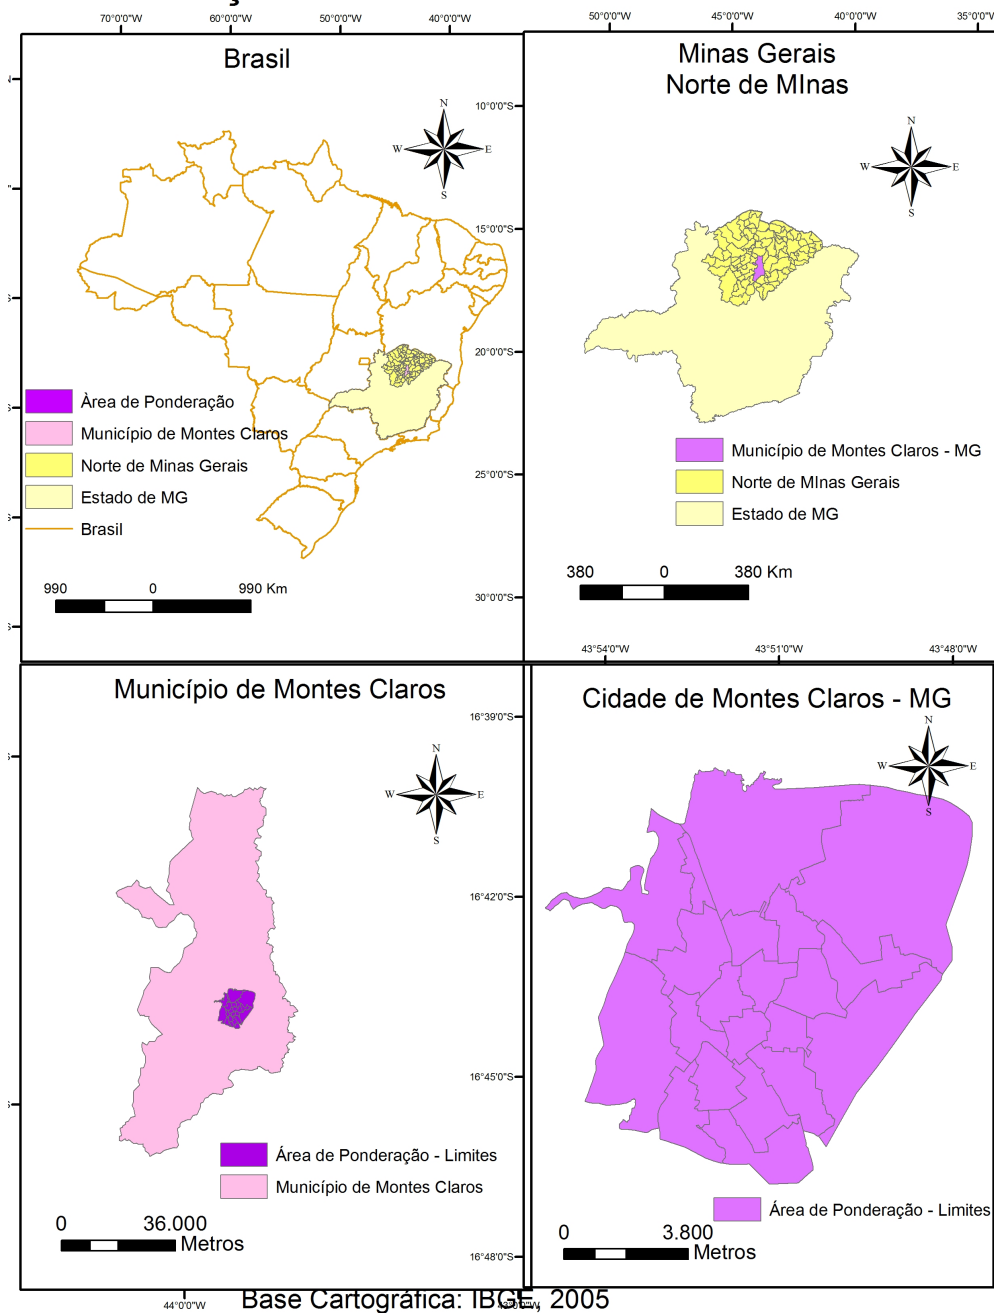 70°0'0"W 60°0'0"W 50°0'0"W 40°0'0"W
50°0'0"W 45°0'0"W 40°0'0"W 35°0'0"
Brasil
N
W E
S
Àrea de Ponderação
Município de Montes Claros
Norte de Minas Gerais
Estado de MG
Brasil
990 0 990 Km
Minas Gerais
Norte de MInas
10°0'0"S
15°0'0"S
20°0'0"S
25°0'0"S
30°0'0"S
N
W E
S
Município de Montes Claros - MG
Norte de MInas Gerais
Estado de MG
380 0 380 Km
43°54'0"W 43°51'0"W 43°48'0"W
Município de Montes Claros
N
W E
S
Área de Ponderação - Limites
Município de Montes Claros
0 36.000
Metros
44°0'0"W
Cidade de Montes Claros - MG
16°39'0"S
16°42'0"S
16°45'0"S
16°48'0"S
N
W E
S
Área de Ponderação - Limites
0 3.800
Metros
Base Cartográfica: IBGE, 2005